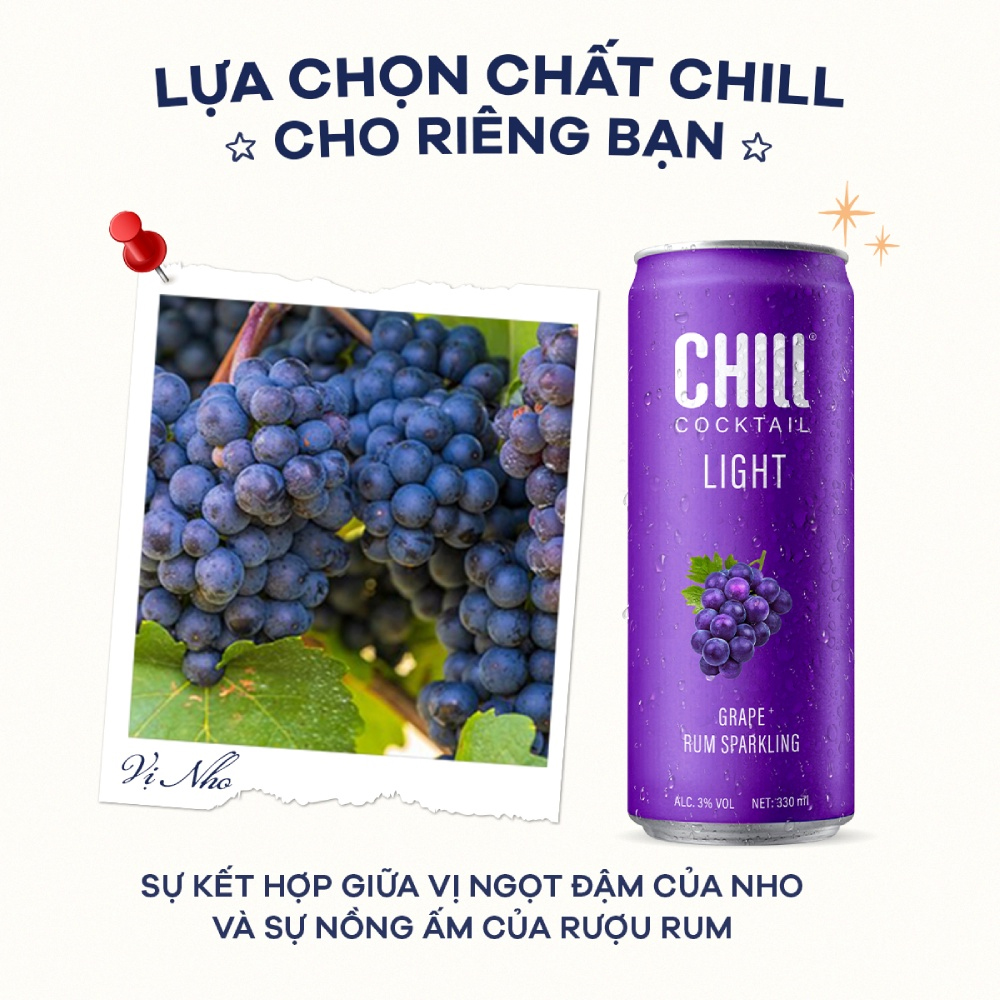 LỰA CHỌN CHẤT CHILL
CHO RIÊNG BẠN
CHILL®
COCKTAIL
LIGHT
GRAPE+
RUM SPARKLING
ALC. 3% VOL NET: 330 ml
Vị Nho
SỰ KẾT HỢP GIỮA VỊ NGỌT ĐẬM CỦA NHO
VÀ SỰ NỒNG ẤM CỦA RƯỢU RUM